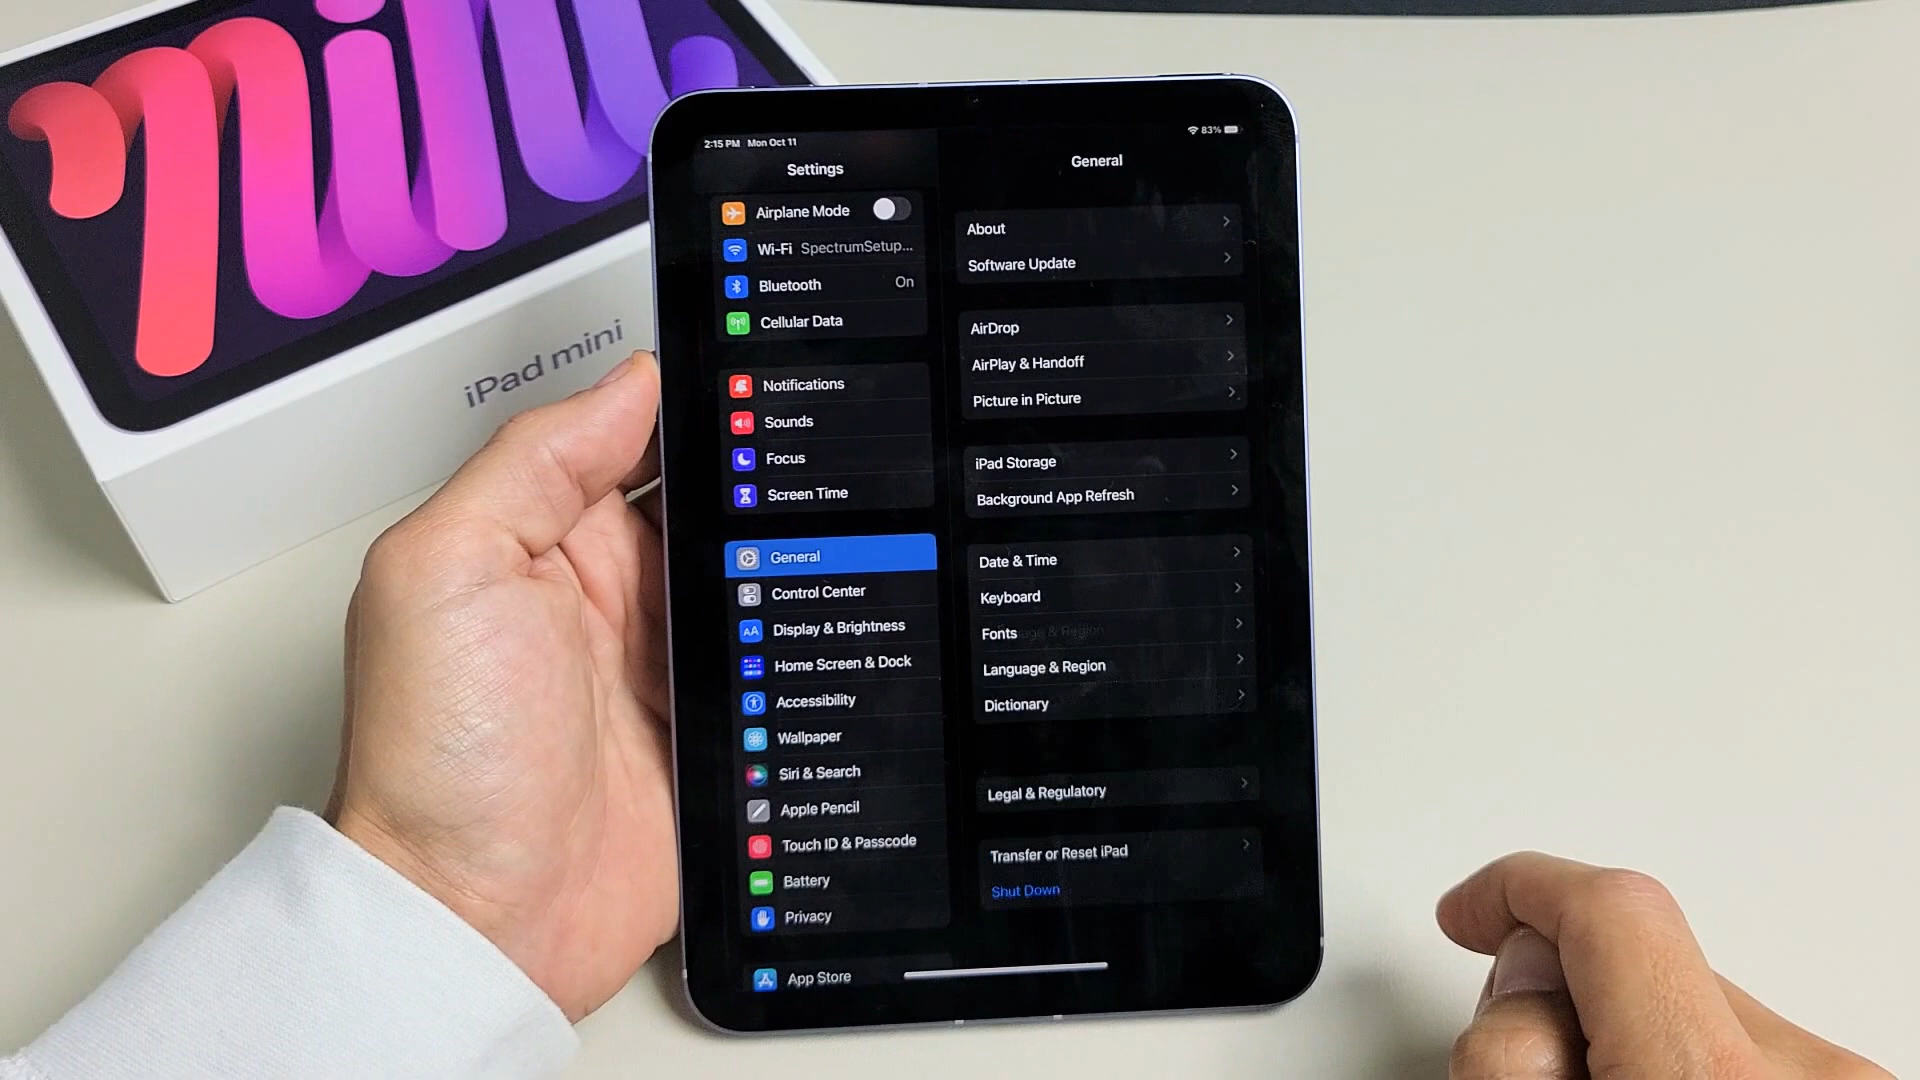 mini
iPad mini
2:15 PM Mon Oct 11
83%
Settings
Airplane Mode
Wi-Fi SpectrumSetup...
Bluetooth On
Cellular Data
Notifications
Sounds
Focus
Screen Time
General
Control Center
AA Display & Brightness
Home Screen & Dock
Accessibility
Wallpaper
Siri & Search
Apple Pencil
Touch ID & Passcode
Battery
Privacy
App Store
General
About
Software Update
AirDrop
AirPlay & Handoff
Picture in Picture
iPad Storage
Background App Refresh
Date & Time
Keyboard
Fonts
Language & Region
Dictionary
Legal & Regulatory
Transfer or Reset iPad
Shut Down